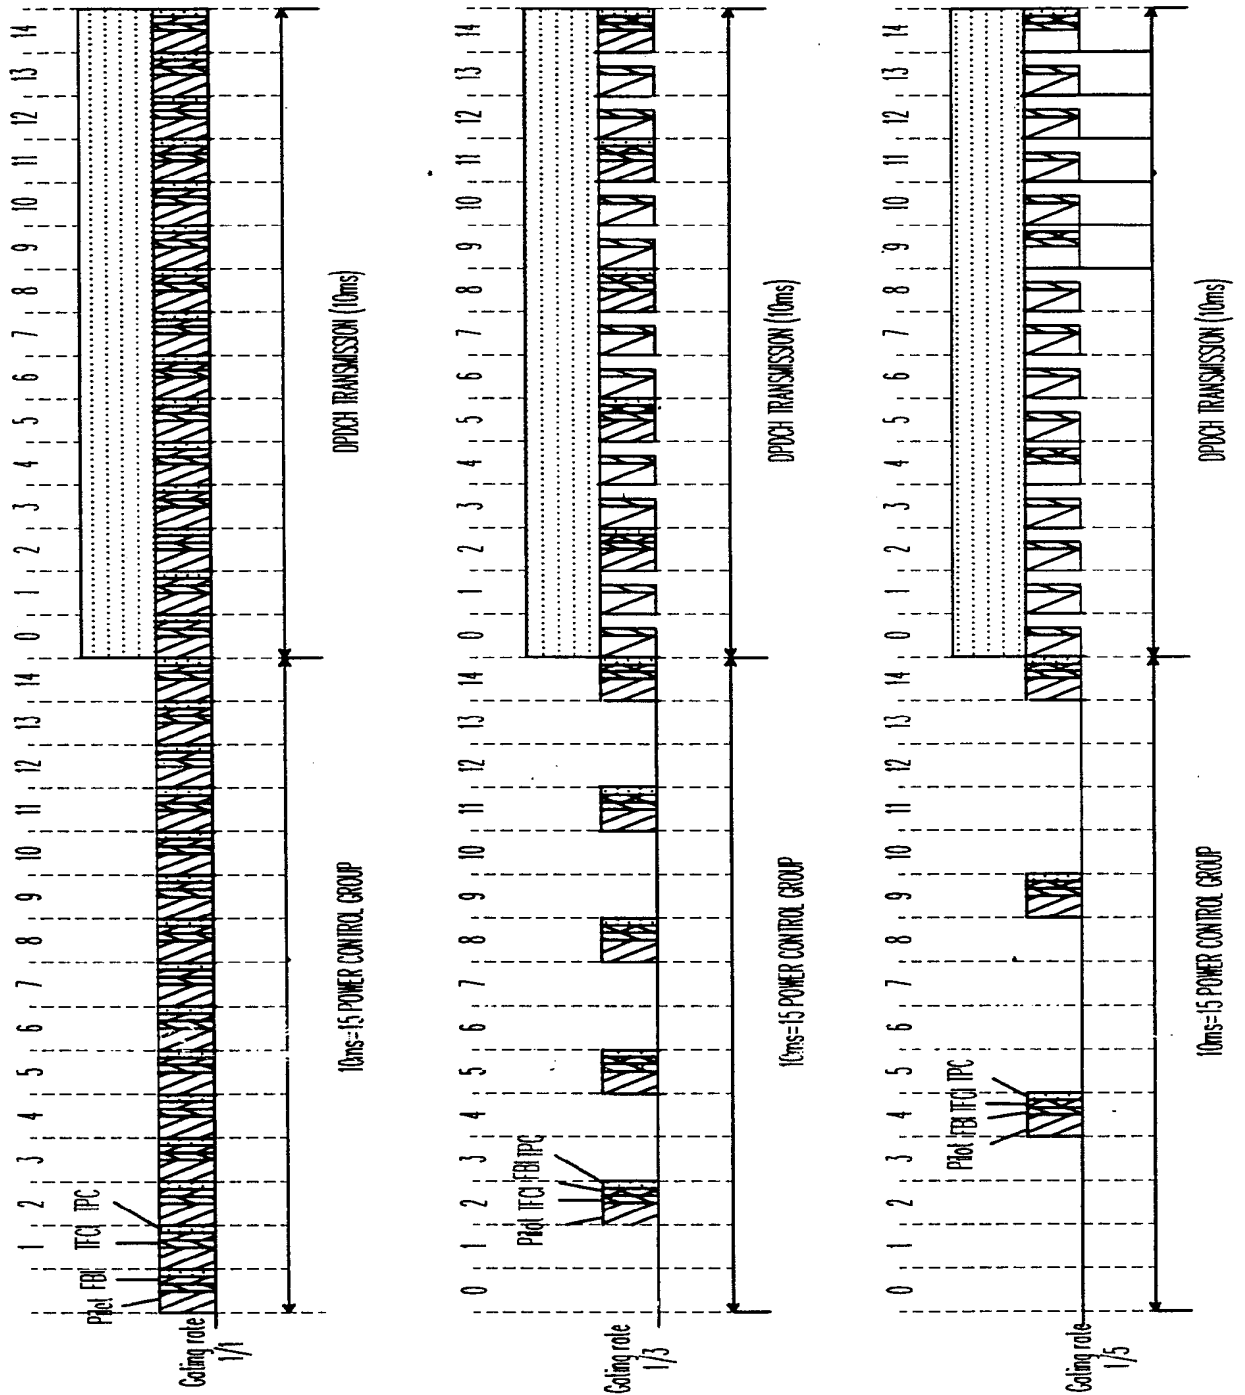 Gating rate
1/1
Pilot FBI TFCI TPC
0 1 2 3 4 5 6 7 8 9 10 11 12 13 14 0 1 2 3 4 5 6 7 8 9 10 11 12 13 14
10ms=15 POWER CONTROL GROUP
DPDCH TRANSMISSION (10ms)
Gating rate
1/3
Pilot TFCI FBI TPC
0 1 2 3 4 5 6 7 8 9 10 11 12 13 14 0 1 2 3 4 5 6 7 8 9 10 11 12 13 14
10ms=15 POWER CONTROL GROUP
DPDCH TRANSMISSION (10ms)
Gating rate
1/5
Pilot FBI TFCI TPC
0 1 2 3 4 5 6 7 8 9 10 11 12 13 14 0 1 2 3 4 5 6 7 8 9 10 11 12 13 14
10ms=15 POWER CONTROL GROUP
DPDCH TRANSMISSION (10ms)